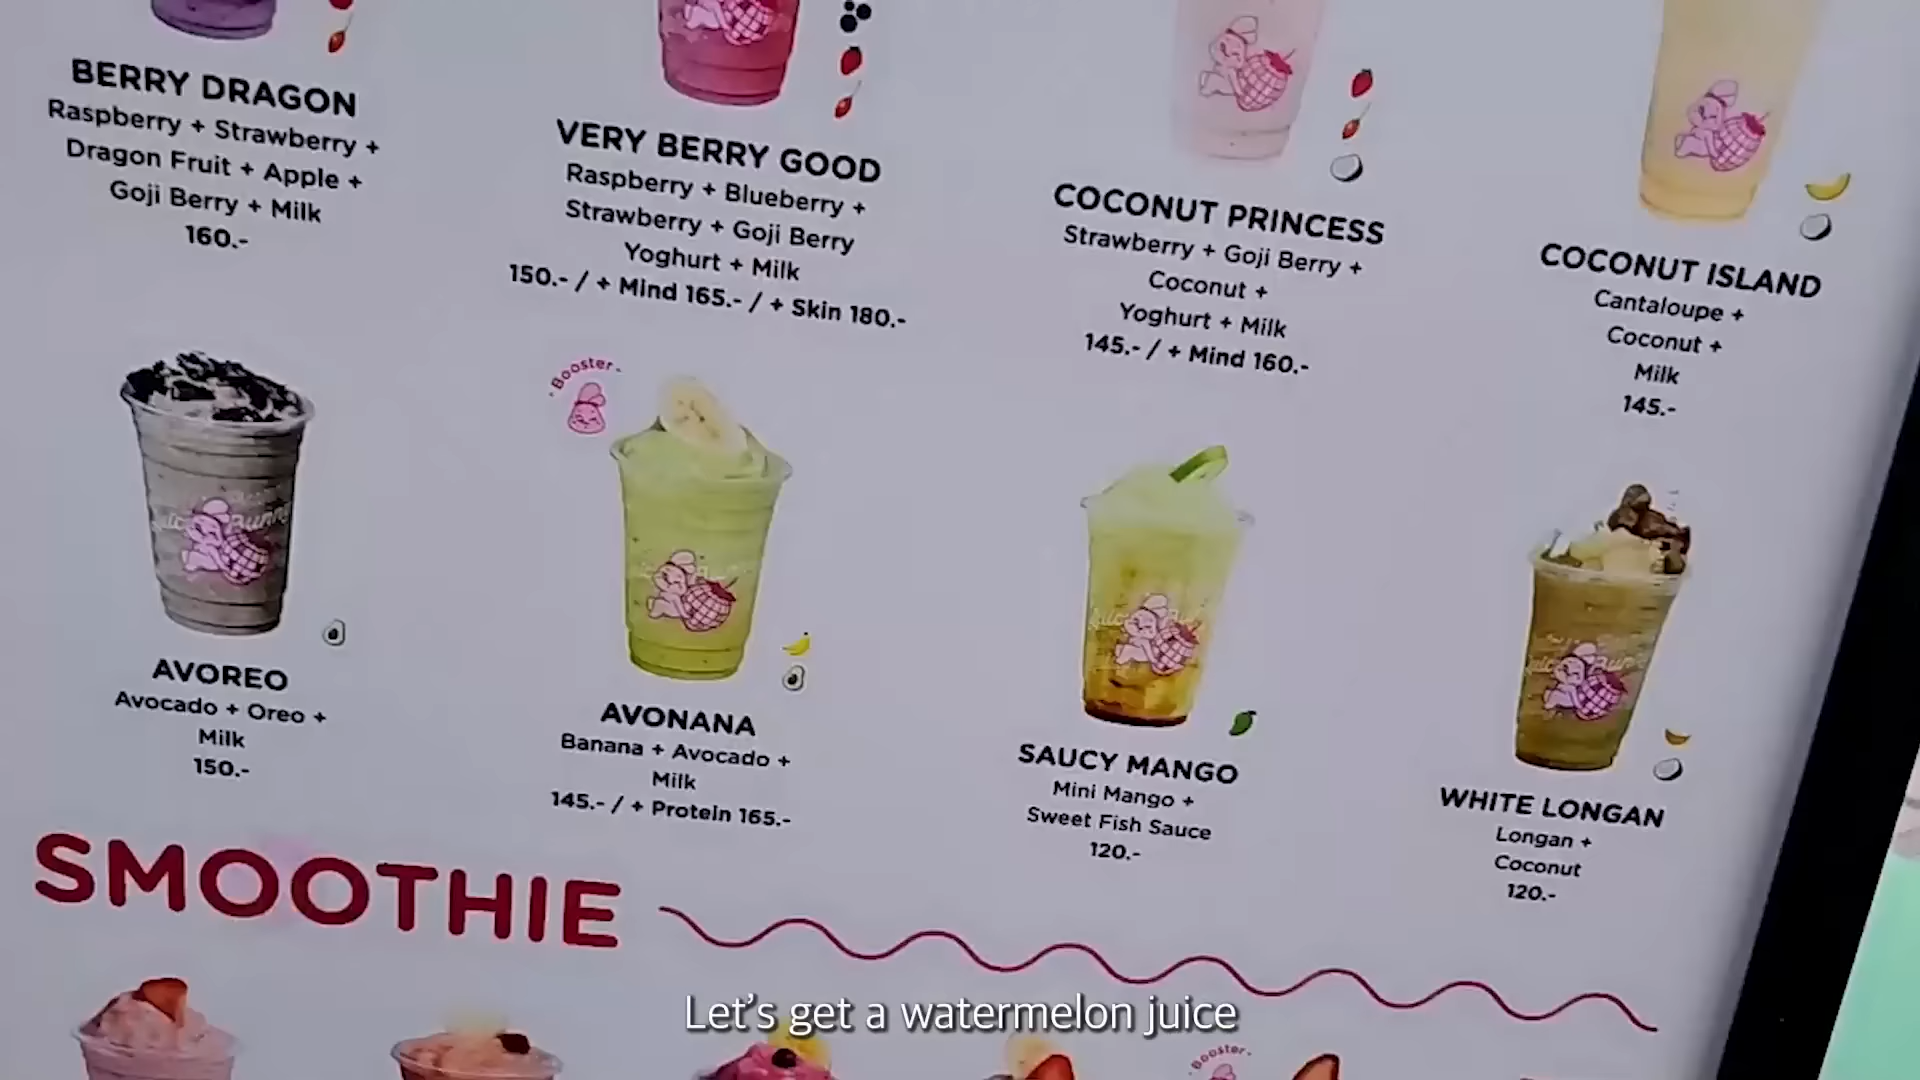 BERRY DRAGON
Raspberry + Strawberry +
Dragon Fruit + Apple +
Goji Berry + Milk
160.-
VERY BERRY GOOD
Raspberry + Blueberry +
Strawberry + Goji Berry
Yoghurt + Milk
150.- / + Mind 165.- / + Skin 180.-
COCONUT PRINCESS
Strawberry + Goji Berry +
Coconut +
Yoghurt + Milk
145.- / + Mind 160.-
COCONUT ISLAND
Cantaloupe +
Coconut +
Milk
145.-
AVOREO
Avocado + Oreo +
Milk
150.-
-Booster-
AVONANA
Banana + Avocado +
Milk
145.- / + Protein 165.-
SAUCY MANGO
Mini Mango +
Sweet Fish Sauce
120.-
WHITE LONGAN
Longan +
Coconut
120.-
SMOOTHIE
-Booster-
Let's get a watermelon juice